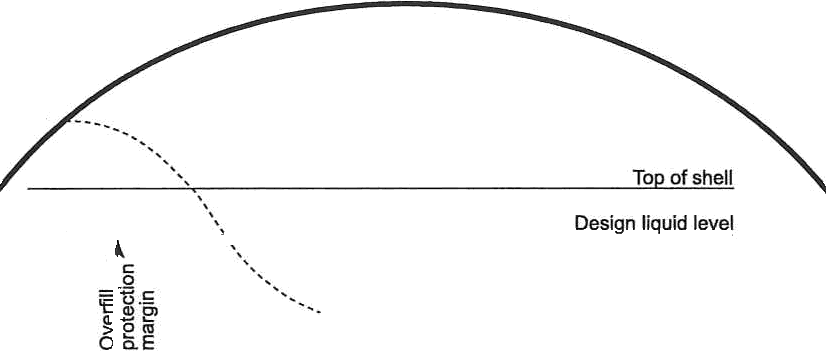 Top of shell
Design liquid level
Overfill
protection
margin